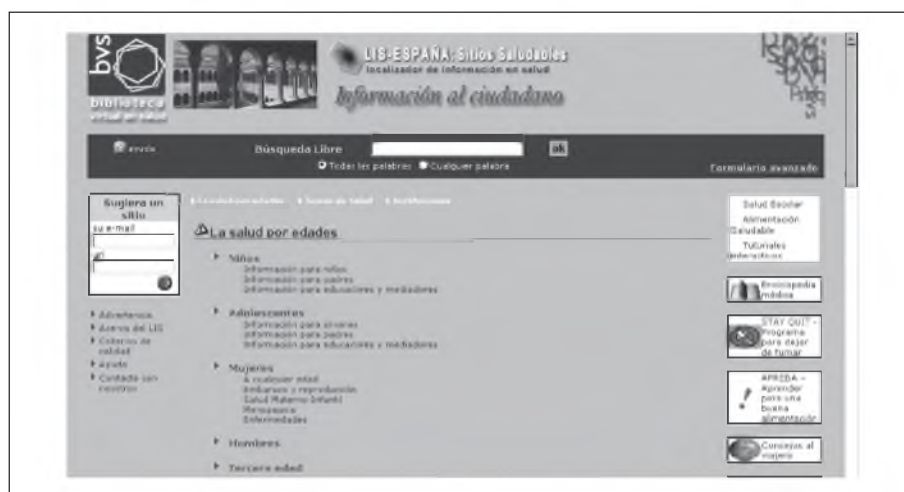 bvs
biblioteca
virtual en salud
LIS-ESPAÑA: Sitios Saludables
localizador de información en salud
Información al ciudadano
ayuda
Búsqueda Libre
ok
Todas las palabras Cualquier palabra
Formulario avanzado
Sugiera un
sitio
su e-mail
Advertencia
Acerca del LIS
Criterios de
calidad
Ayuda
Contacte con
nosotros
La salud por edades
Niños
Información para niños
Información para padres
Información para educadores y mediadores
Adolescentes
Información para jóvenes
Información para padres
Información para educadores y mediadores
Mujeres
A cualquier edad
Embarazo y reproducción
Salud Materno Infantil
Menopausia
Enfermedades
Hombres
Tercera edad
Salud Escolar
Alimentación
Saludable
Tutoriales
interactivos
Enciclopedia
médica
STAY QUIT -
Programa
para dejar
de fumar
Aprender
para una
buena
alimentación
Consejos al
viajero